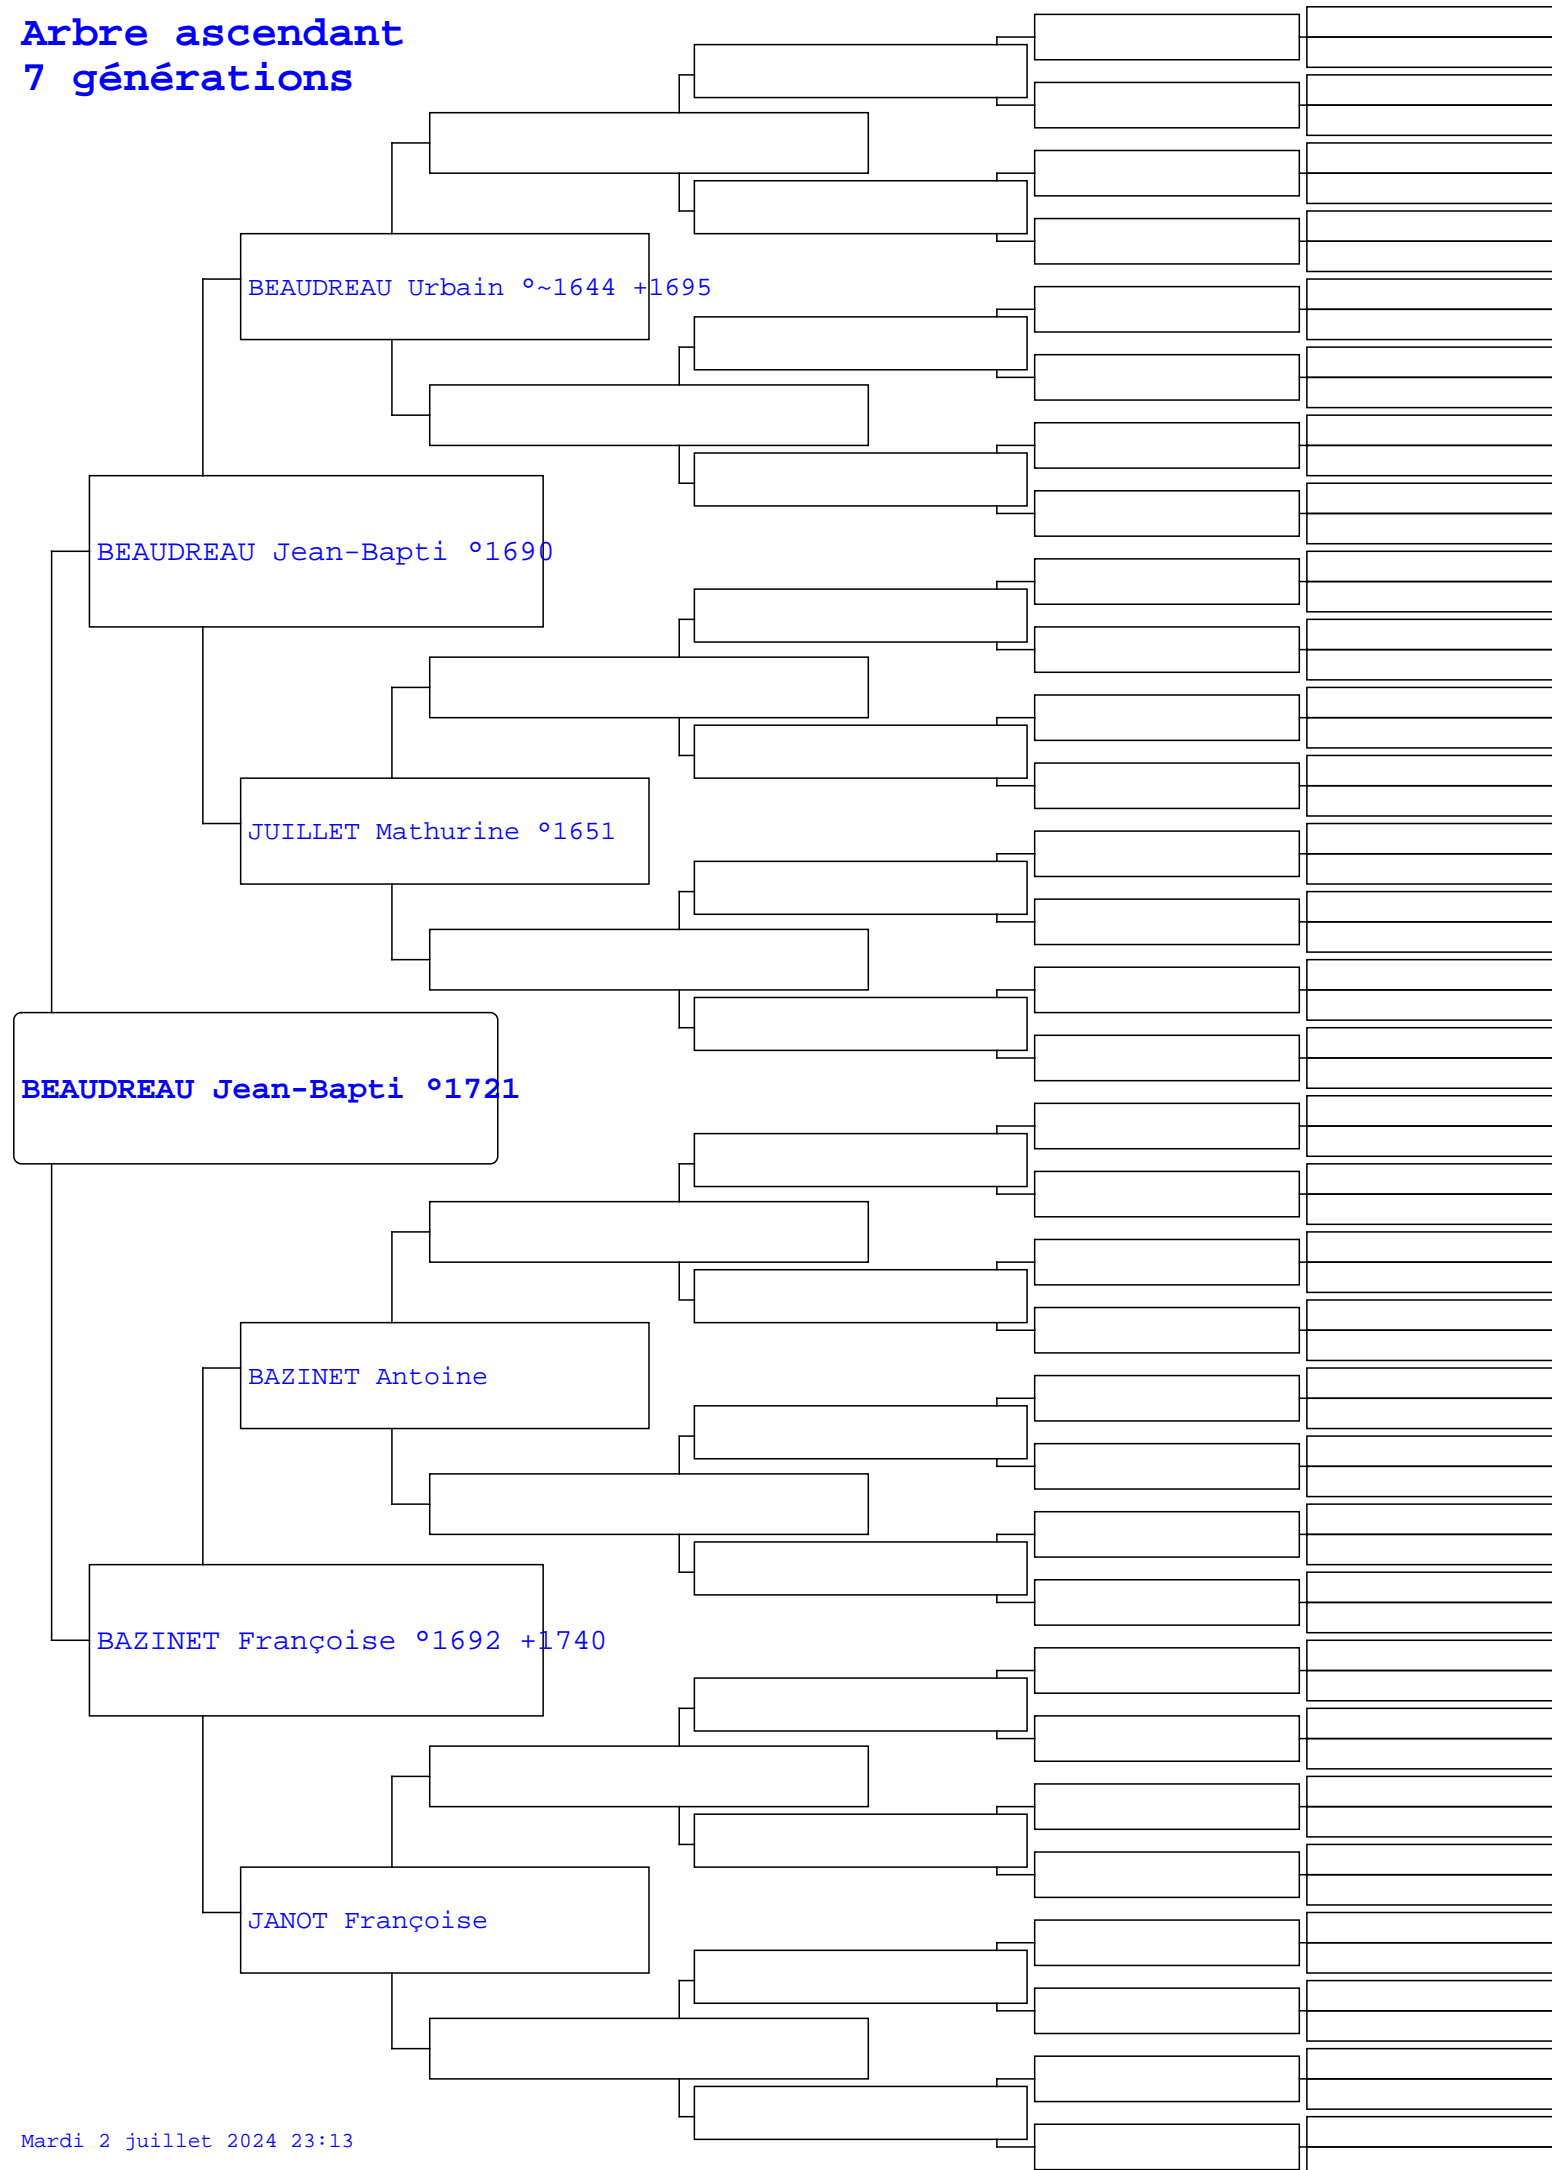 Arbre ascendant
7 générations
BEAUDREAU Urbain °~1644 +1695
BEAUDREAU Jean-Bapti °1690
JUILLET Mathurine °1651
BEAUDREAU Jean-Bapti °1721
BAZINET Antoine
BAZINET Françoise °1692 +1740
JANOT Françoise
Mardi 2 juillet 2024 23:13